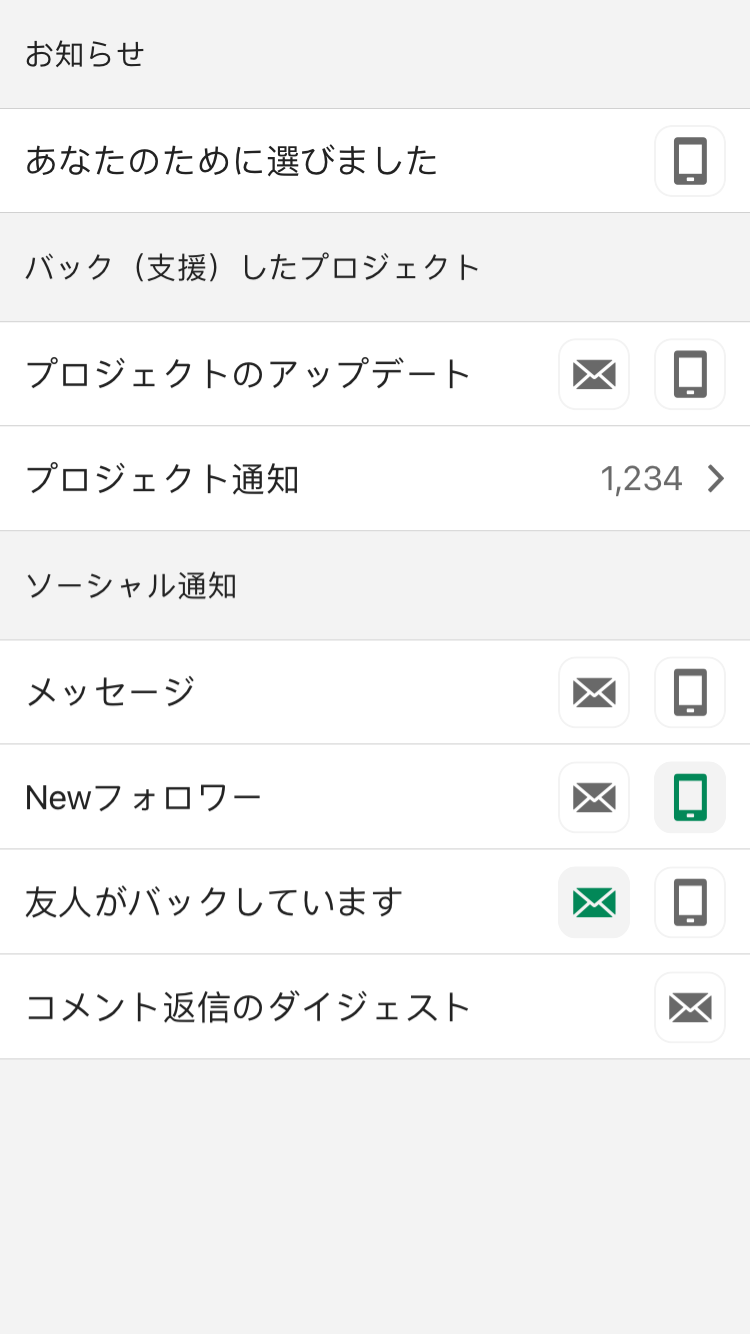 お知らせ
あなたのために選びました
バック（支援）したプロジェクト
プロジェクトのアップデート
プロジェクト通知 1,234
ソーシャル通知
メッセージ
Newフォロワー
友人がバックしています
コメント返信のダイジェスト